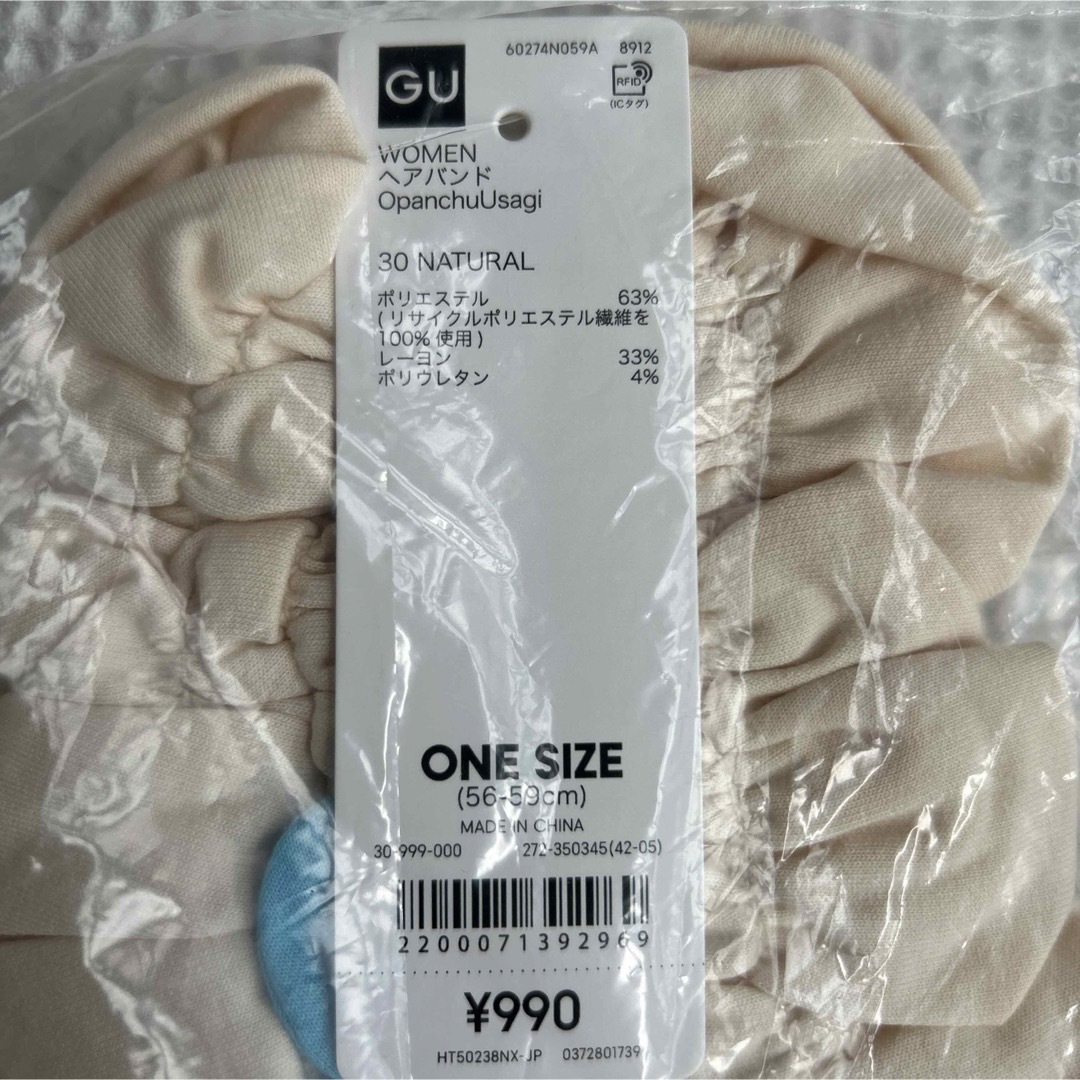 60274N059A 8912
GU
RFID
(ICタグ)
WOMEN
ヘアバンド
OpanchuUsagi
30 NATURAL
ポリエステル 63%
(リサイクルポリエステル繊維を
100%使用)
レーヨン 33%
ポリウレタン 4%
ONE SIZE
(56-59cm)
MADE IN CHINA
30-999-000 272-350345(42-05)
2200071392969
¥990
HT50238NX-JP